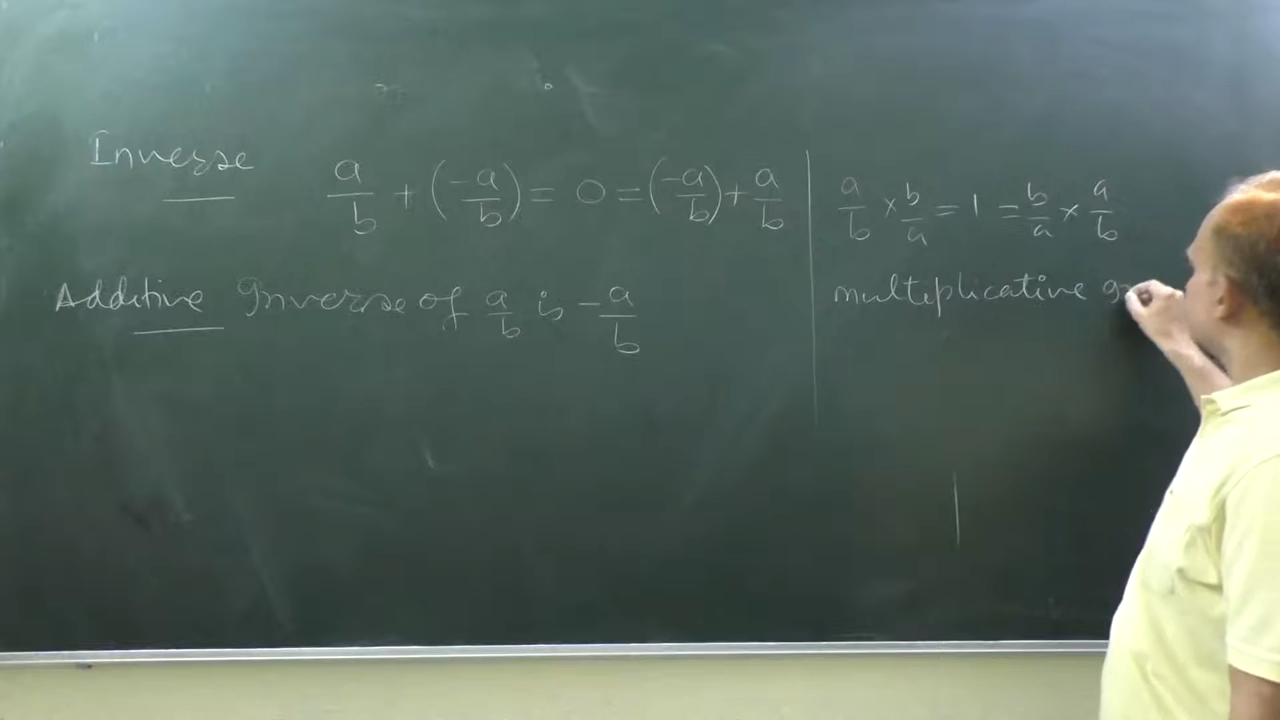 Inverse
a/b + (-a/b) = 0 = (-a/b) + a/b
Additive Inverse of a/b is -a/b
a/b × b/a = 1 = b/a × a/b
multiplicative